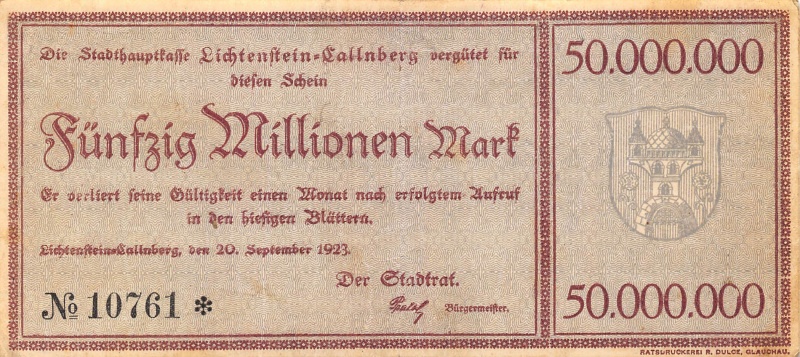 Die Stadthauptkasse Lichtenstein=Callnberg vergütet für
diesen Schein
Fünfzig Millionen Mark
Er verliert seine Gültigkeit einen Monat nach erfolgtem Aufruf
in den hiesigen Blättern.
Lichtenstein=Callnberg, den 20. September 1923.
Der Stadtrat.
Bürgermeister.
№ 10761 *
50.000.000
50.000.000
RATSDRUCKEREI R. DULCE, GLAUCHAU.